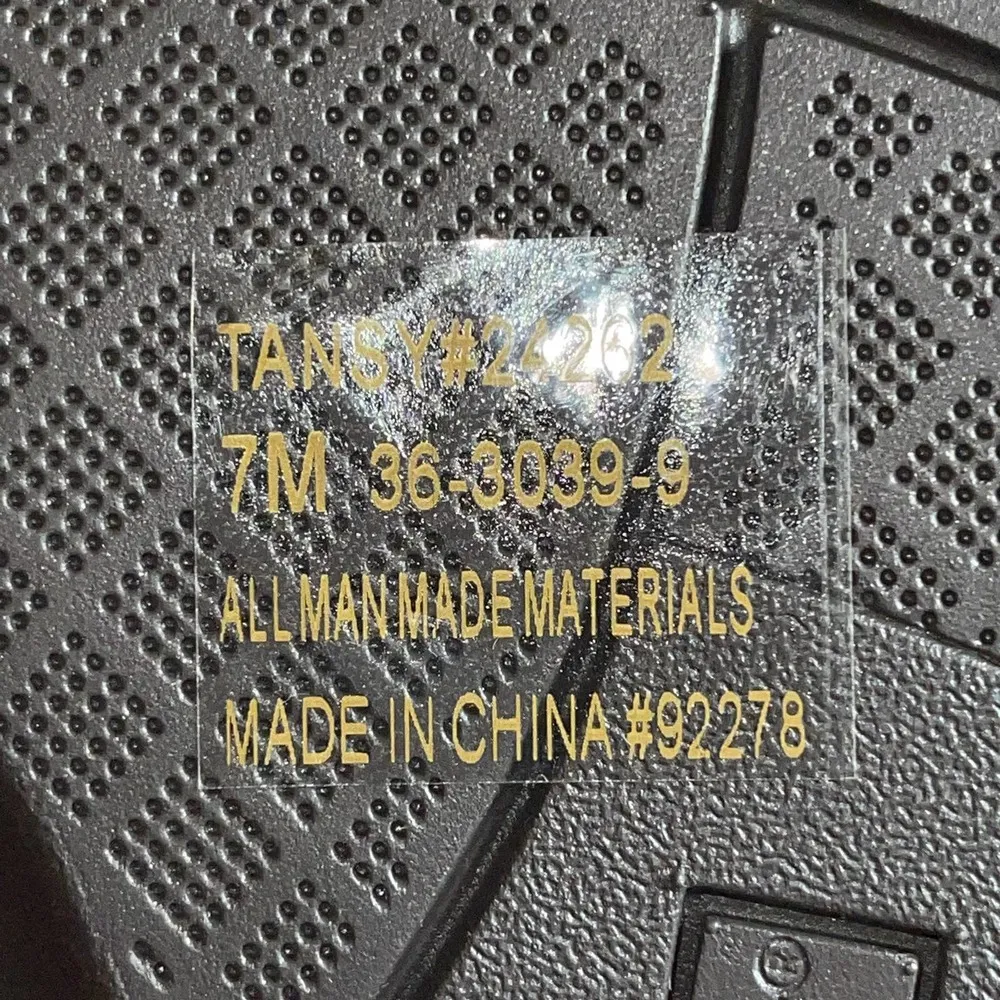 TANSY#24262
7M 36-3039-9
ALL MAN MADE MATERIALS
MADE IN CHINA #92278
®